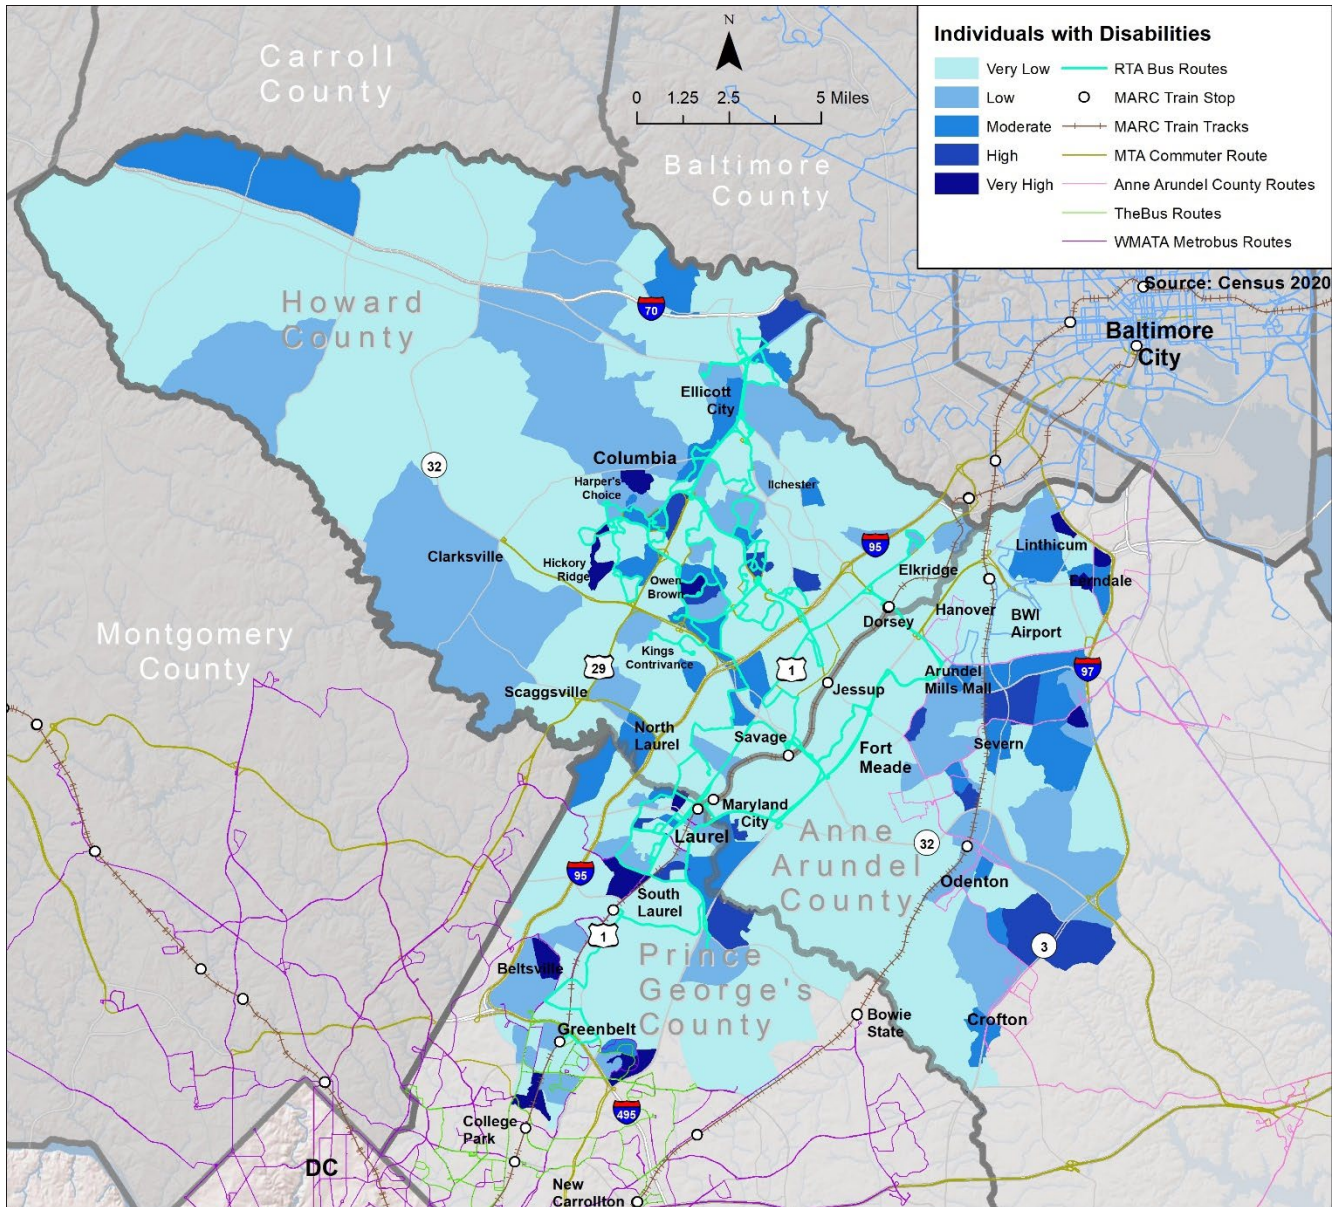 Individuals with Disabilities
Very Low
Low
Moderate
High
Very High
RTA Bus Routes
MARC Train Stop
MARC Train Tracks
MTA Commuter Route
Anne Arundel County Routes
TheBus Routes
WMATA Metrobus Routes
Source: Census 2020
N
0 1.25 2.5 5 Miles
Carroll
County
Baltimore
County
Baltimore
City
Howard
County
70
Ellicott
City
32
Columbia
Harper's
Choice
Ilchester
Clarksville
Hickory
Ridge
Owen
Brown
95
Elkridge
Linthicum
Ferndale
Hanover
BWI
Airport
Dorsey
Montgomery
County
Kings
Contrivance
29
1
97
Scaggsville
Jessup
Arundel
Mills Mall
North
Laurel
Savage
Fort
Meade
Severn
Maryland
City
Laurel
Anne
Arundel
County
32
95
South
Laurel
Odenton
1
3
Beltsville
Prince
George's
County
Bowie
State
Crofton
Greenbelt
495
College
Park
DC
New
Carrollton